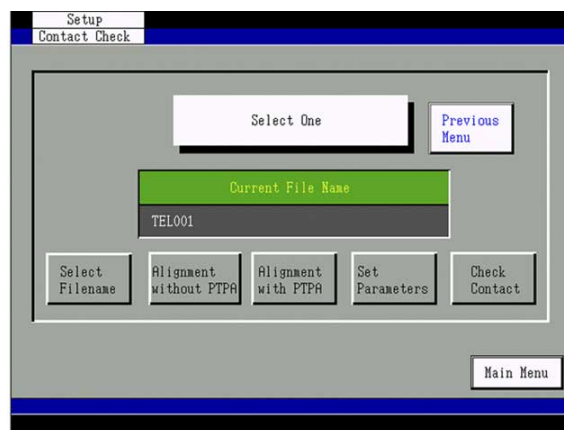 Setup
Contact Check
Select One
Previous
Menu
Current File Name
TEL001
Select
Filename
Alignment
without PTPA
Alignment
with PTPA
Set
Parameters
Check
Contact
Main Menu